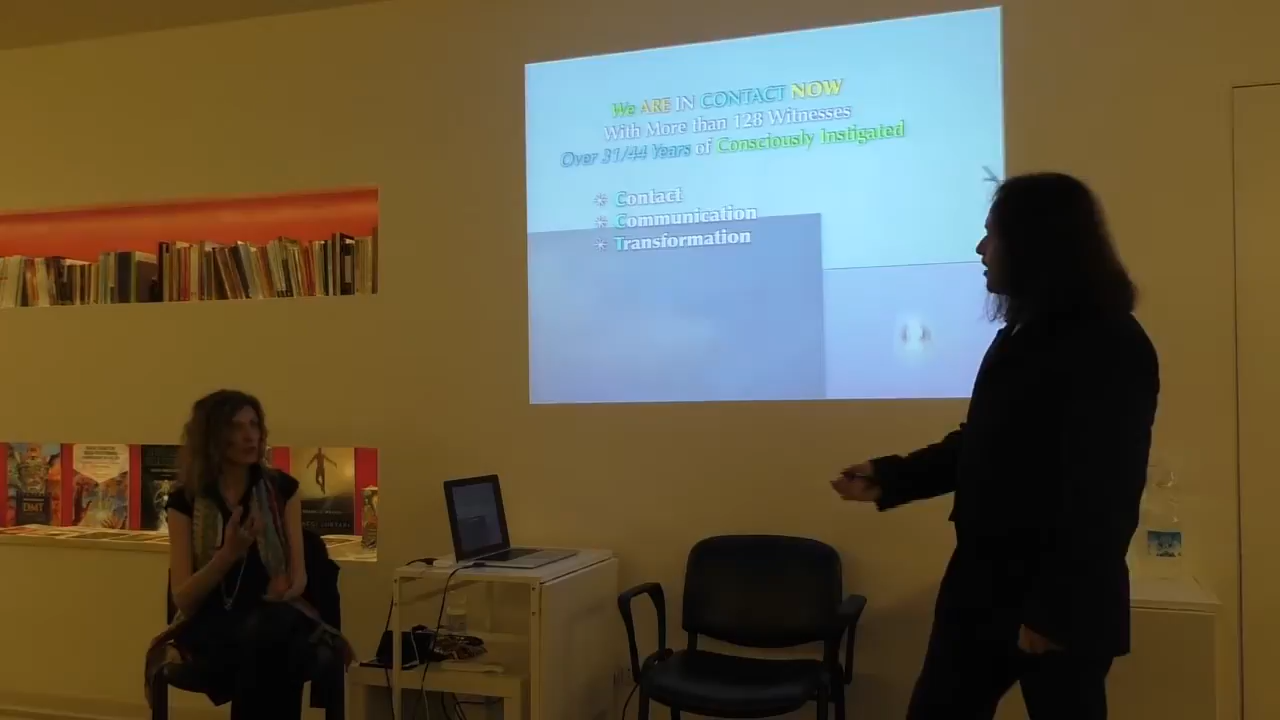 We ARE IN CONTACT NOW
With More than 128 Witnesses
Over 31/44 Years of Consciously Instigated
✳ Contact
✳ Communication
✳ Transformation
DMT